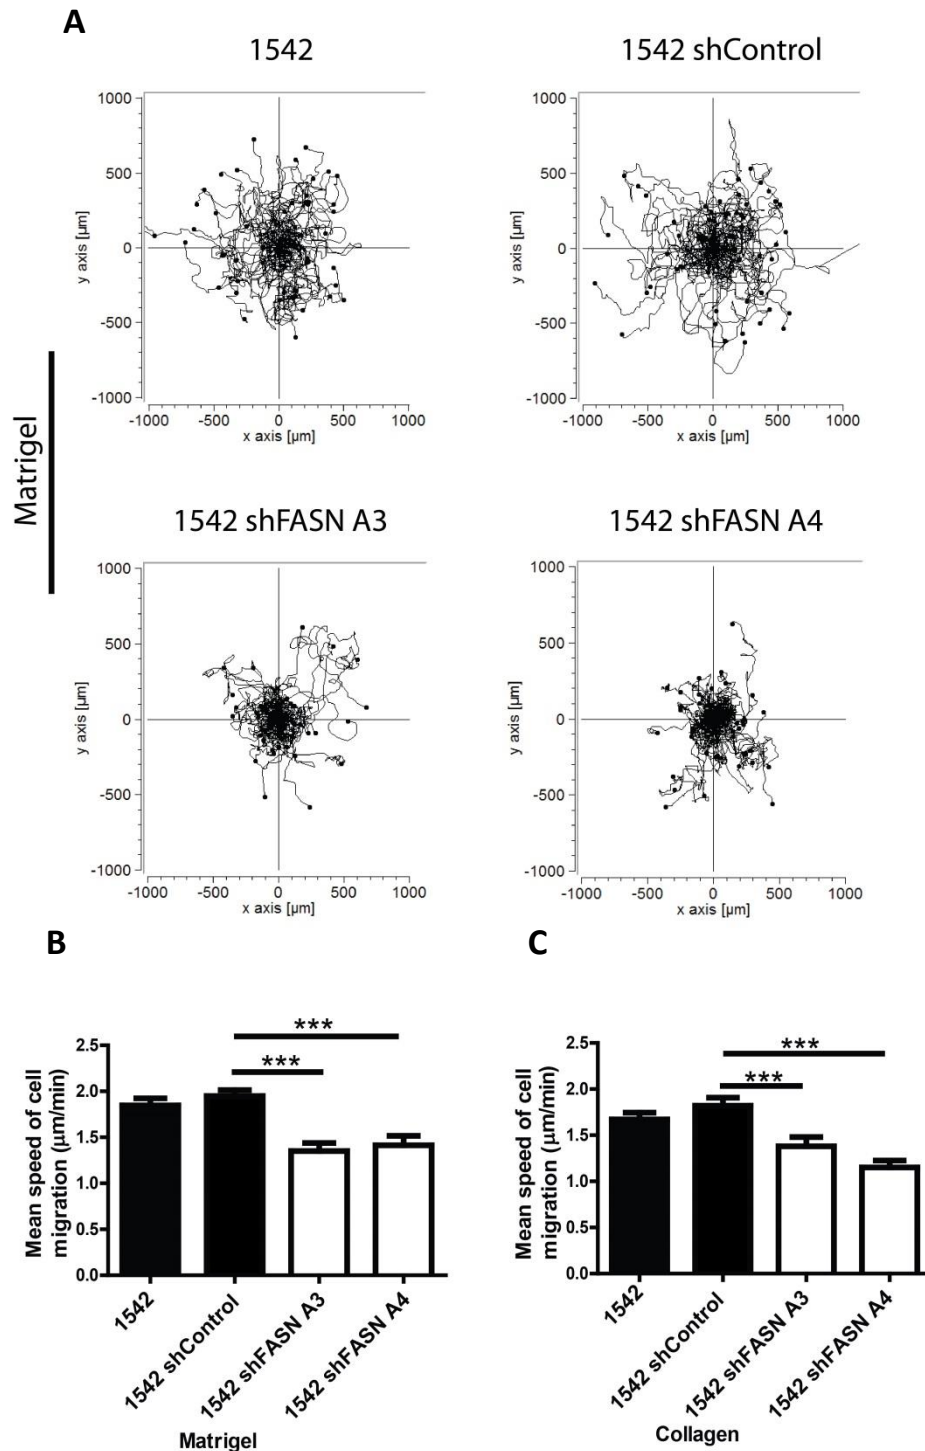 A
1542
1542 shControl
Matrigel
1000
500
0
-500
-1000
y axis [µm]
-1000 -500 0 500 1000
x axis [µm]
1000
500
0
-500
-1000
y axis [µm]
-1000 -500 0 500 1000
x axis [µm]
1542 shFASN A3
1542 shFASN A4
1000
500
0
-500
-1000
y axis [µm]
-1000 -500 0 500 1000
x axis [µm]
1000
500
0
-500
-1000
y axis [µm]
-1000 -500 0 500 1000
x axis [µm]
B
Mean speed of cell
migration (µm/min)
2.5
2.0
1.5
1.0
0.5
0.0
***
***
1542
1542 shControl
1542 shFASN A3
1542 shFASN A4
Matrigel
C
Mean speed of cell
migration (µm/min)
2.5
2.0
1.5
1.0
0.5
0.0
***
***
1542
1542 shControl
1542 shFASN A3
1542 shFASN A4
Collagen